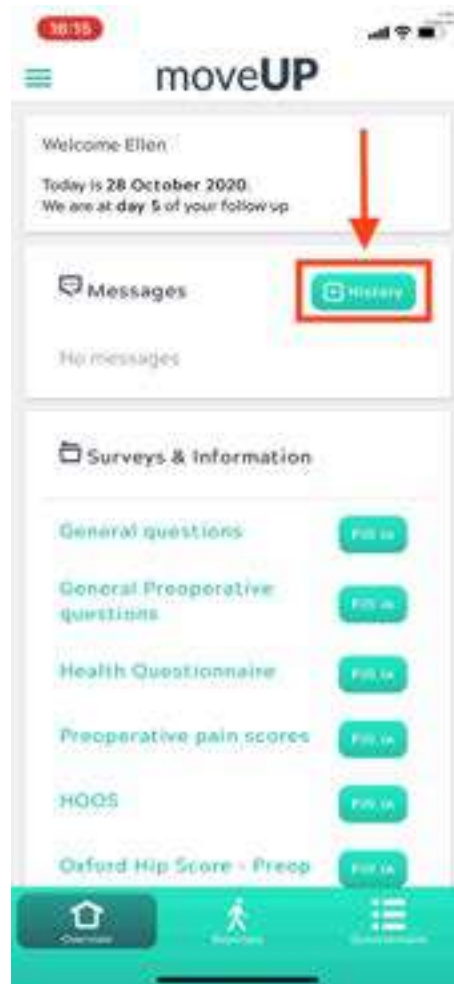 16:15
moveUP
Welcome Ellen
Today is 28 October 2020.
We are at day 5 of your follow up
Messages
History
No messages
Surveys & Information
General questions
Fill in
General Preoperative
questions
Fill in
Health Questionnaire
Fill in
Preoperative pain scores
Fill in
HOOS
Fill in
Oxford Hip Score - Preop
Fill in
Overview